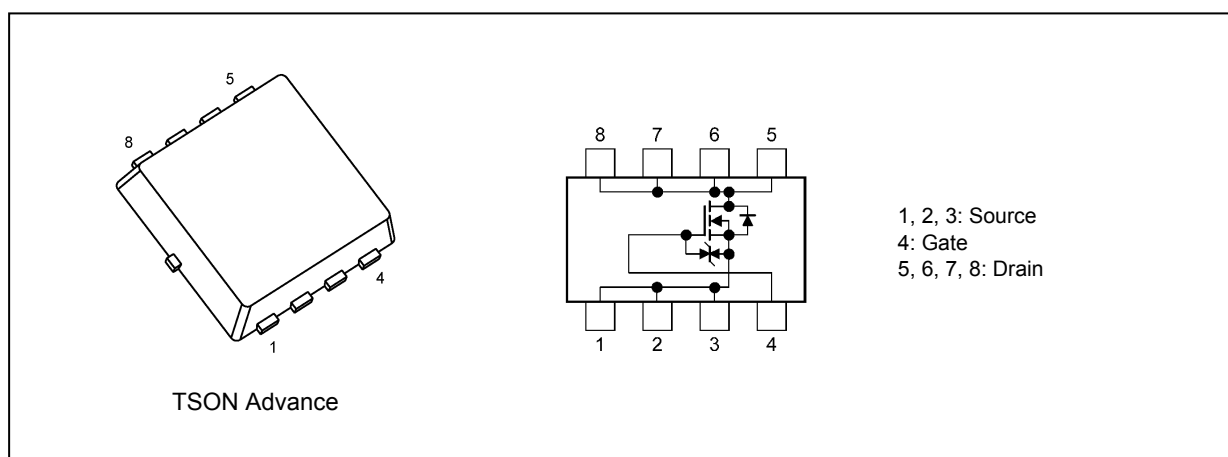 5
8
4
1
TSON Advance
8 7 6 5
1 2 3 4
1, 2, 3: Source
4: Gate
5, 6, 7, 8: Drain